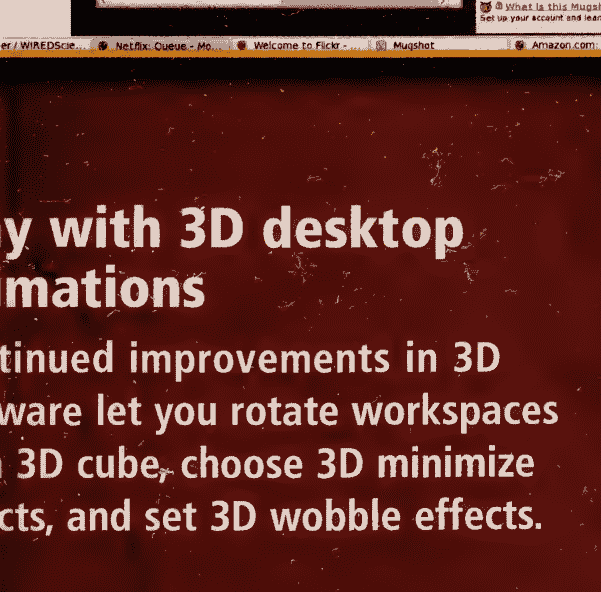 What is this Mugsh
Set up your account and lear
er / WIREDScie... Netflix: Queue - Mo... Welcome to Flickr - ... Mugshot Amazon.com:
y with 3D desktop
mations
tinued improvements in 3D
ware let you rotate workspaces
3D cube, choose 3D minimize
cts, and set 3D wobble effects.